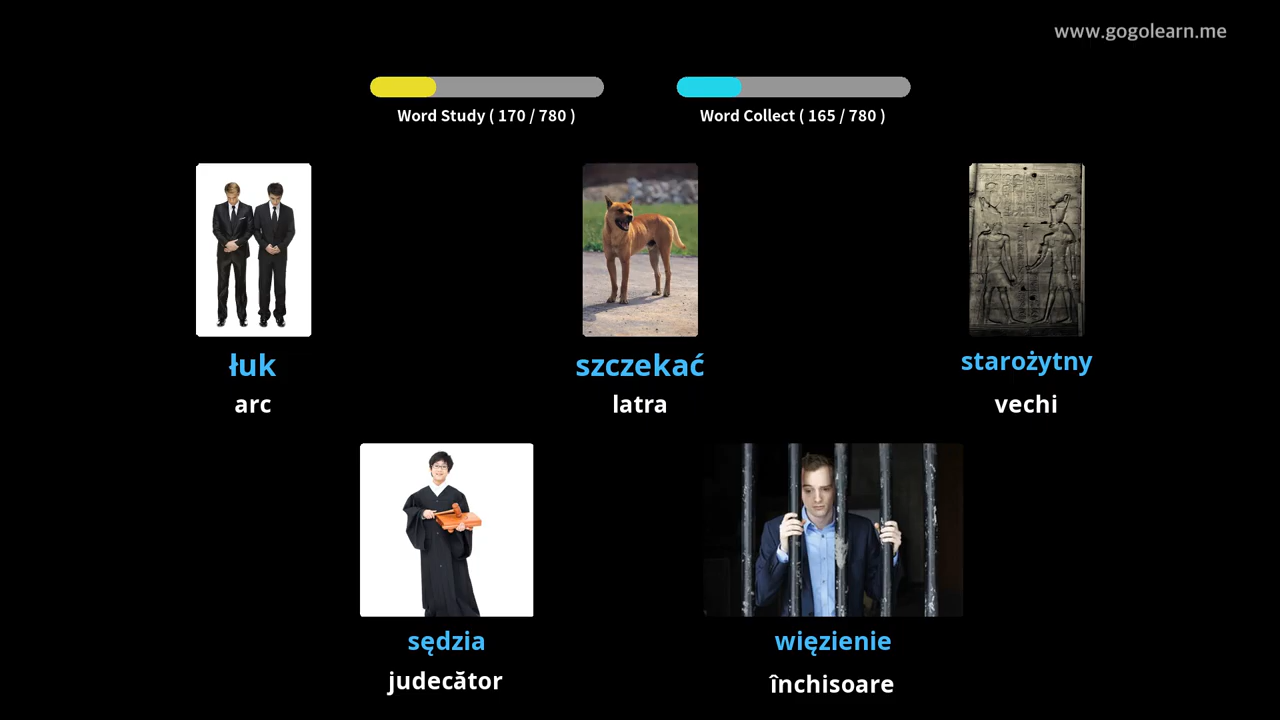 www.gogolearn.me
Word Study ( 170 / 780 )
Word Collect ( 165 / 780 )
łuk
szczekać
starożytny
arc
latra
vechi
sędzia
więzienie
judecător
închisoare